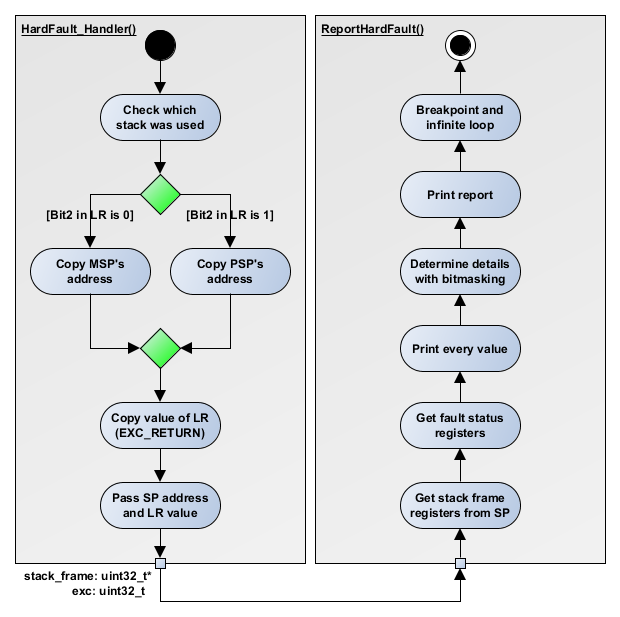 HardFault_Handler()
Check which
stack was used
[Bit2 in LR is 0]
[Bit2 in LR is 1]
Copy MSP's
address
Copy PSP's
address
Copy value of LR
(EXC_RETURN)
Pass SP address
and LR value
stack_frame: uint32_t*
exc: uint32_t
ReportHardFault()
Breakpoint and
infinite loop
Print report
Determine details
with bitmasking
Print every value
Get fault status
registers
Get stack frame
registers from SP